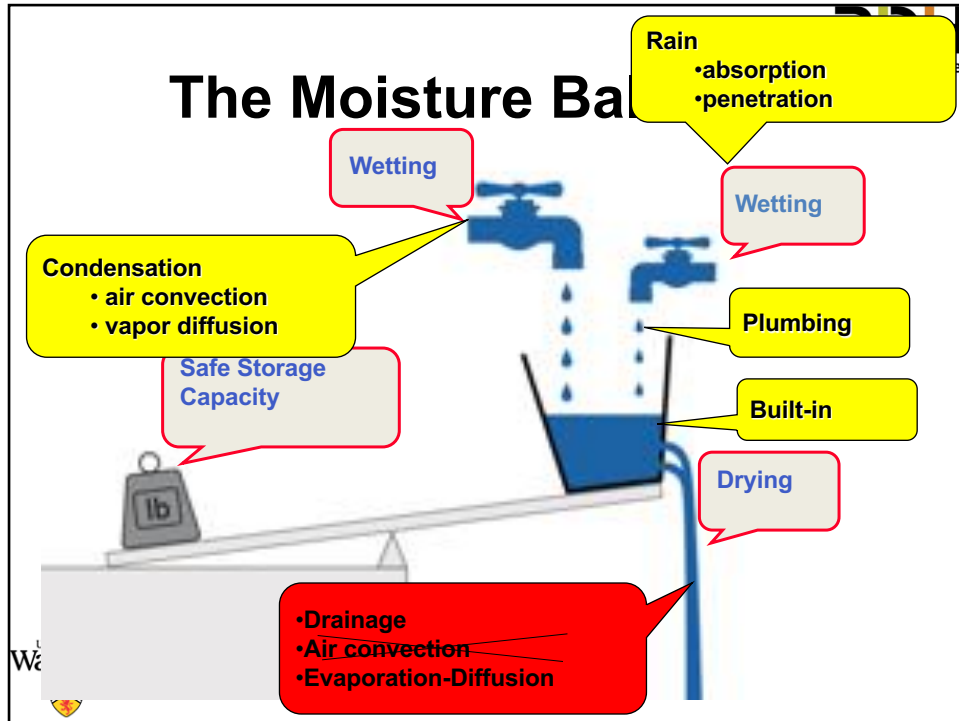 The Moisture Ba
Rain
•absorption
•penetration
Wetting
Wetting
Condensation
• air convection
• vapor diffusion
Plumbing
Safe Storage
Capacity
Built-in
Drying
lb
•Drainage
•Air convection
•Evaporation-Diffusion
Wa